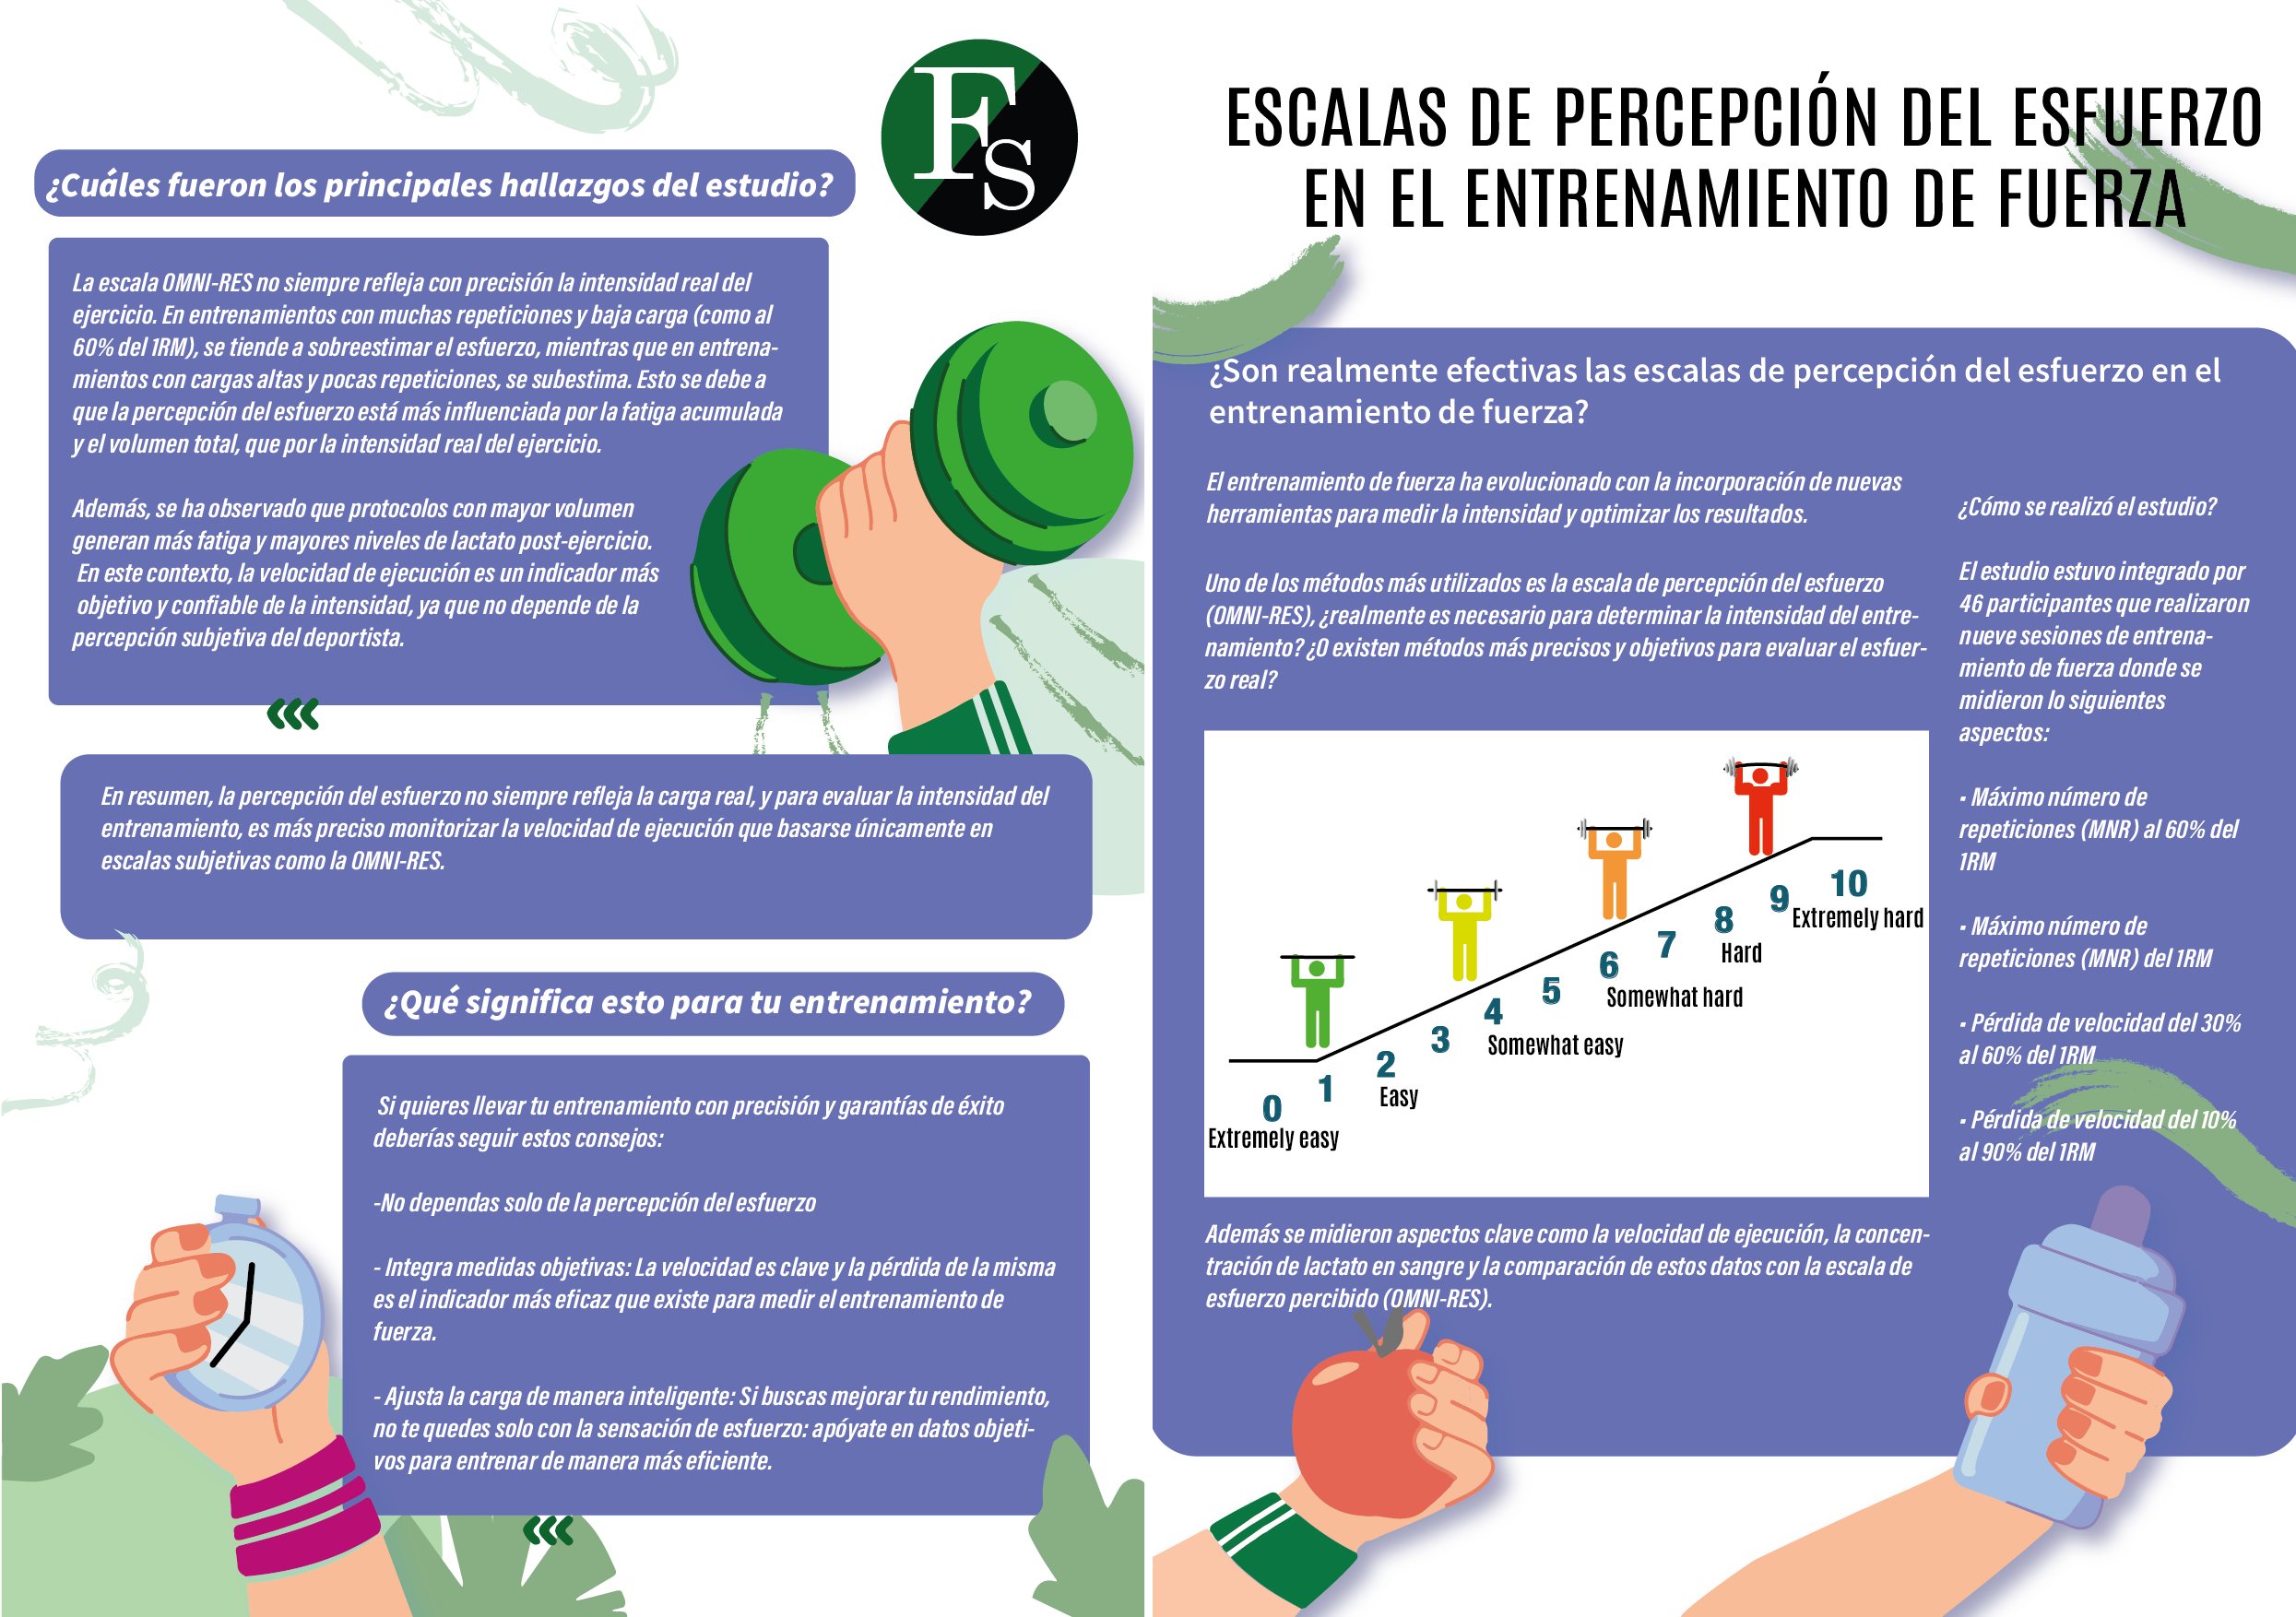 ¿Cuáles fueron los principales hallazgos del estudio?
La escala OMNI-RES no siempre refleja con precisión la intensidad real del
ejercicio. En entrenamientos con muchas repeticiones y baja carga (como al
60% del 1RM), se tiende a sobreestimar el esfuerzo, mientras que en entrena-
mientos con cargas altas y pocas repeticiones, se subestima. Esto se debe a
que la percepción del esfuerzo está más influenciada por la fatiga acumulada
y el volumen total, que por la intensidad real del ejercicio.
Además, se ha observado que protocolos con mayor volumen
generan más fatiga y mayores niveles de lactato post-ejercicio.
En este contexto, la velocidad de ejecución es un indicador más
objetivo y confiable de la intensidad, ya que no depende de la
percepción subjetiva del deportista.
En resumen, la percepción del esfuerzo no siempre refleja la carga real, y para evaluar la intensidad del
entrenamiento, es más preciso monitorizar la velocidad de ejecución que basarse únicamente en
escalas subjetivas como la OMNI-RES.
¿Qué significa esto para tu entrenamiento?
Si quieres llevar tu entrenamiento con precisión y garantías de éxito
deberías seguir estos consejos:
-No dependas solo de la percepción del esfuerzo
- Integra medidas objetivas: La velocidad es clave y la pérdida de la misma
es el indicador más eficaz que existe para medir el entrenamiento de
fuerza.
- Ajusta la carga de manera inteligente: Si buscas mejorar tu rendimiento,
no te quedes solo con la sensación de esfuerzo: apóyate en datos objeti-
vos para entrenar de manera más eficiente.
FS
ESCALAS DE PERCEPCIÓN DEL ESFUERZO
EN EL ENTRENAMIENTO DE FUERZA
¿Son realmente efectivas las escalas de percepción del esfuerzo en el
entrenamiento de fuerza?
El entrenamiento de fuerza ha evolucionado con la incorporación de nuevas
herramientas para medir la intensidad y optimizar los resultados.
Uno de los métodos más utilizados es la escala de percepción del esfuerzo
(OMNI-RES), ¿realmente es necesario para determinar la intensidad del entre-
namiento? ¿O existen métodos más precisos y objetivos para evaluar el esfuer-
zo real?
0
Extremely easy
1
2
Easy
3
4
Somewhat easy
5
6
Somewhat hard
7
8
Hard
9
10
Extremely hard
Además se midieron aspectos clave como la velocidad de ejecución, la concen-
tración de lactato en sangre y la comparación de estos datos con la escala de
esfuerzo percibido (OMNI-RES).
¿Cómo se realizó el estudio?
El estudio estuvo integrado por
46 participantes que realizaron
nueve sesiones de entrena-
miento de fuerza donde se
midieron lo siguientes
aspectos:
• Máximo número de
repeticiones (MNR) al 60% del
1RM
• Máximo número de
repeticiones (MNR) del 1RM
• Pérdida de velocidad del 30%
al 60% del 1RM
• Pérdida de velocidad del 10%
al 90% del 1RM